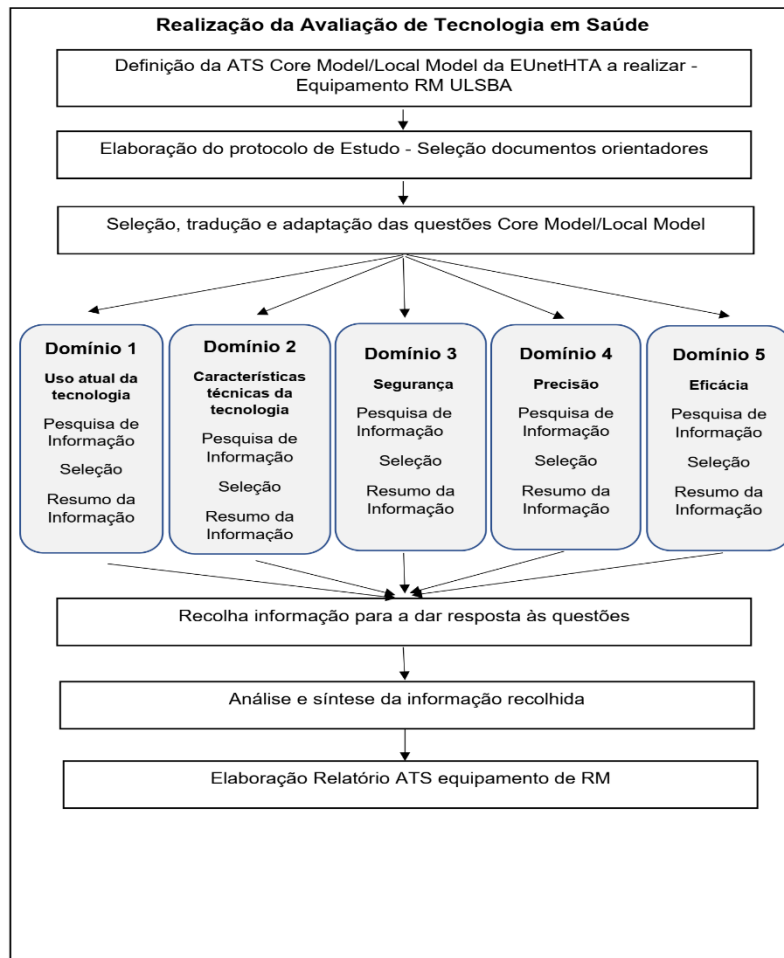 Realização da Avaliação de Tecnologia em Saúde
Definição da ATS Core Model/Local Model da EUnetHTA a realizar -
Equipamento RM ULSBA
Elaboração do protocolo de Estudo - Seleção documentos orientadores
Seleção, tradução e adaptação das questões Core Model/Local Model
Domínio 1
Uso atual da
tecnologia
Pesquisa de
Informação
Seleção
Resumo da
Informação
Domínio 2
Características
técnicas da
tecnologia
Pesquisa de
Informação
Seleção
Resumo da
Informação
Domínio 3
Segurança
Pesquisa de
Informação
Seleção
Resumo da
Informação
Domínio 4
Precisão
Pesquisa de
Informação
Seleção
Resumo da
Informação
Domínio 5
Eficácia
Pesquisa de
Informação
Seleção
Resumo da
Informação
Recolha informação para a dar resposta às questões
Análise e síntese da informação recolhida
Elaboração Relatório ATS equipamento de RM